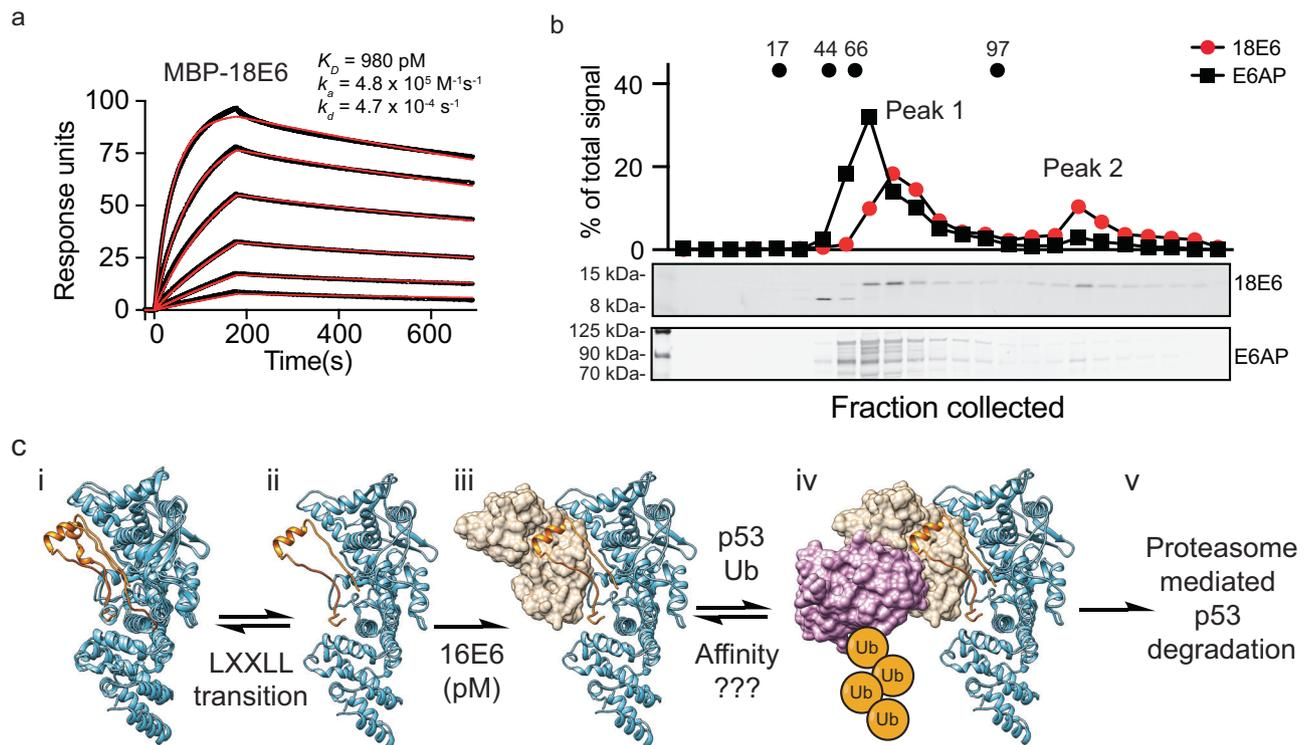 a
MBP-18E6
K_D = 980 pM
k_a = 4.8 x 10⁵ M⁻¹s⁻¹
k_d = 4.7 x 10⁻⁴ s⁻¹
Response units
100
75
50
25
0
0 200 400 600
Time(s)
b
17 44 66 97
18E6
E6AP
% of total signal
40
20
0
Peak 1
Peak 2
15 kDa-
8 kDa-
18E6
125 kDa-
90 kDa-
70 kDa-
E6AP
Fraction collected
c
i
ii
iii
iv
v
LXXLL
transition
16E6
(pM)
p53
Ub
Affinity
???
Ub
Ub
Ub
Ub
Proteasome
mediated
p53
degradation